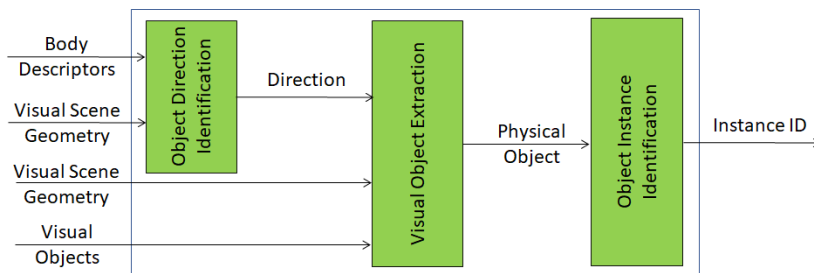 Body
Descriptors
Visual Scene
Geometry
Visual Scene
Geometry
Visual
Objects
Object Direction
Identification
Direction
Visual Object Extraction
Physical
Object
Object Instance
Identification
Instance ID